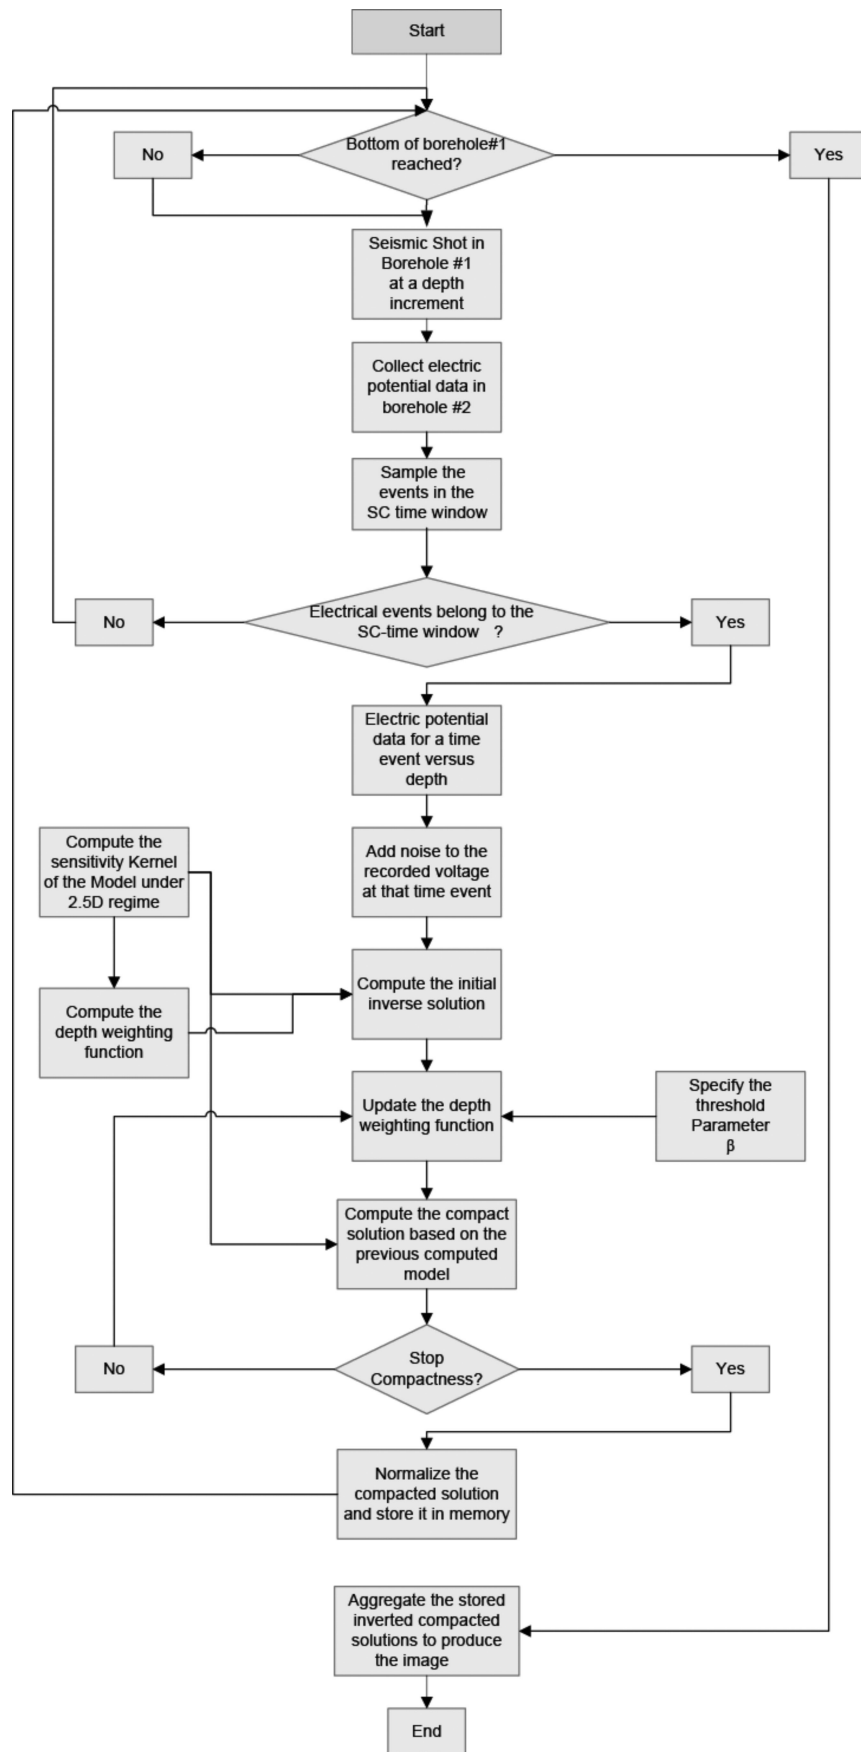 Start
Bottom of borehole#1
reached?
No
Yes
Seismic Shot in
Borehole #1
at a depth
increment
Collect electric
potential data in
borehole #2
Sample the
events in the
SC time window
Electrical events belong to the
SC-time window ?
No
Yes
Electric potential
data for a time
event versus
depth
Compute the
sensitivity Kernel
of the Model under
2.5D regime
Add noise to the
recorded voltage
at that time event
Compute the initial
inverse solution
Compute the
depth weighting
function
Update the depth
weighting function
Specify the
threshold
Parameter
β
Compute the compact
solution based on the
previous computed
model
Stop
Compactness?
No
Yes
Normalize the
compacted solution
and store it in memory
Aggregate the stored
inverted compacted
solutions to produce
the image
End